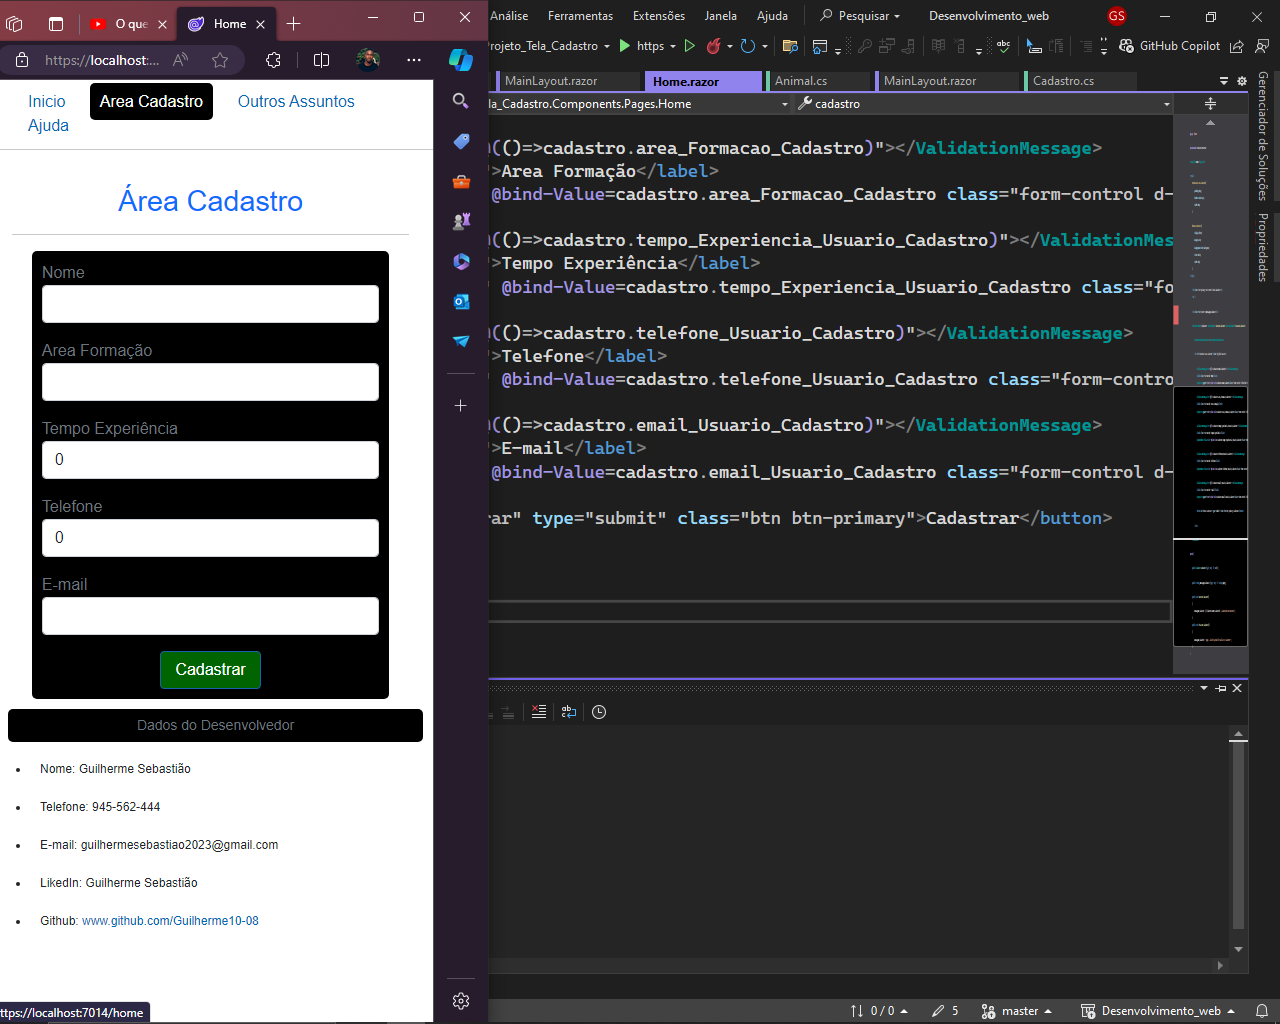 O que
Home
https://localhost:...
Inicio
Area Cadastro
Outros Assuntos
Ajuda
Área Cadastro
Nome
Area Formação
Tempo Experiência
0
Telefone
0
E-mail
Cadastrar
Dados do Desenvolvedor
Nome: Guilherme Sebastião
Telefone: 945-562-444
E-mail: guilhermesebastiao2023@gmail.com
LikedIn: Guilherme Sebastião
Github: www.github.com/Guilherme10-08
ttps://localhost:7014/home
Análise Ferramentas Extensões Janela Ajuda Pesquisar Desenvolvimento_web GS
rojeto_Tela_Cadastro https GitHub Copilot
MainLayout.razor Home.razor Animal.cs MainLayout.razor Cadastro.cs
la_Cadastro.Components.Pages.Home cadastro
(()=>cadastro.area_Formacao_Cadastro)"></ValidationMessage>
">Area Formação</label>
@bind-Value=cadastro.area_Formacao_Cadastro class="form-control d-
(()=>cadastro.tempo_Experiencia_Usuario_Cadastro)"></ValidationMes
">Tempo Experiência</label>
" @bind-Value=cadastro.tempo_Experiencia_Usuario_Cadastro class="fo
(()=>cadastro.telefone_Usuario_Cadastro)"></ValidationMessage>
">Telefone</label>
" @bind-Value=cadastro.telefone_Usuario_Cadastro class="form-contro
(()=>cadastro.email_Usuario_Cadastro)"></ValidationMessage>
">E-mail</label>
@bind-Value=cadastro.email_Usuario_Cadastro class="form-control d-
rar" type="submit" class="btn btn-primary">Cadastrar</button>
Gerenciador de Soluções
Propriedades
0 / 0 5 master Desenvolvimento_web